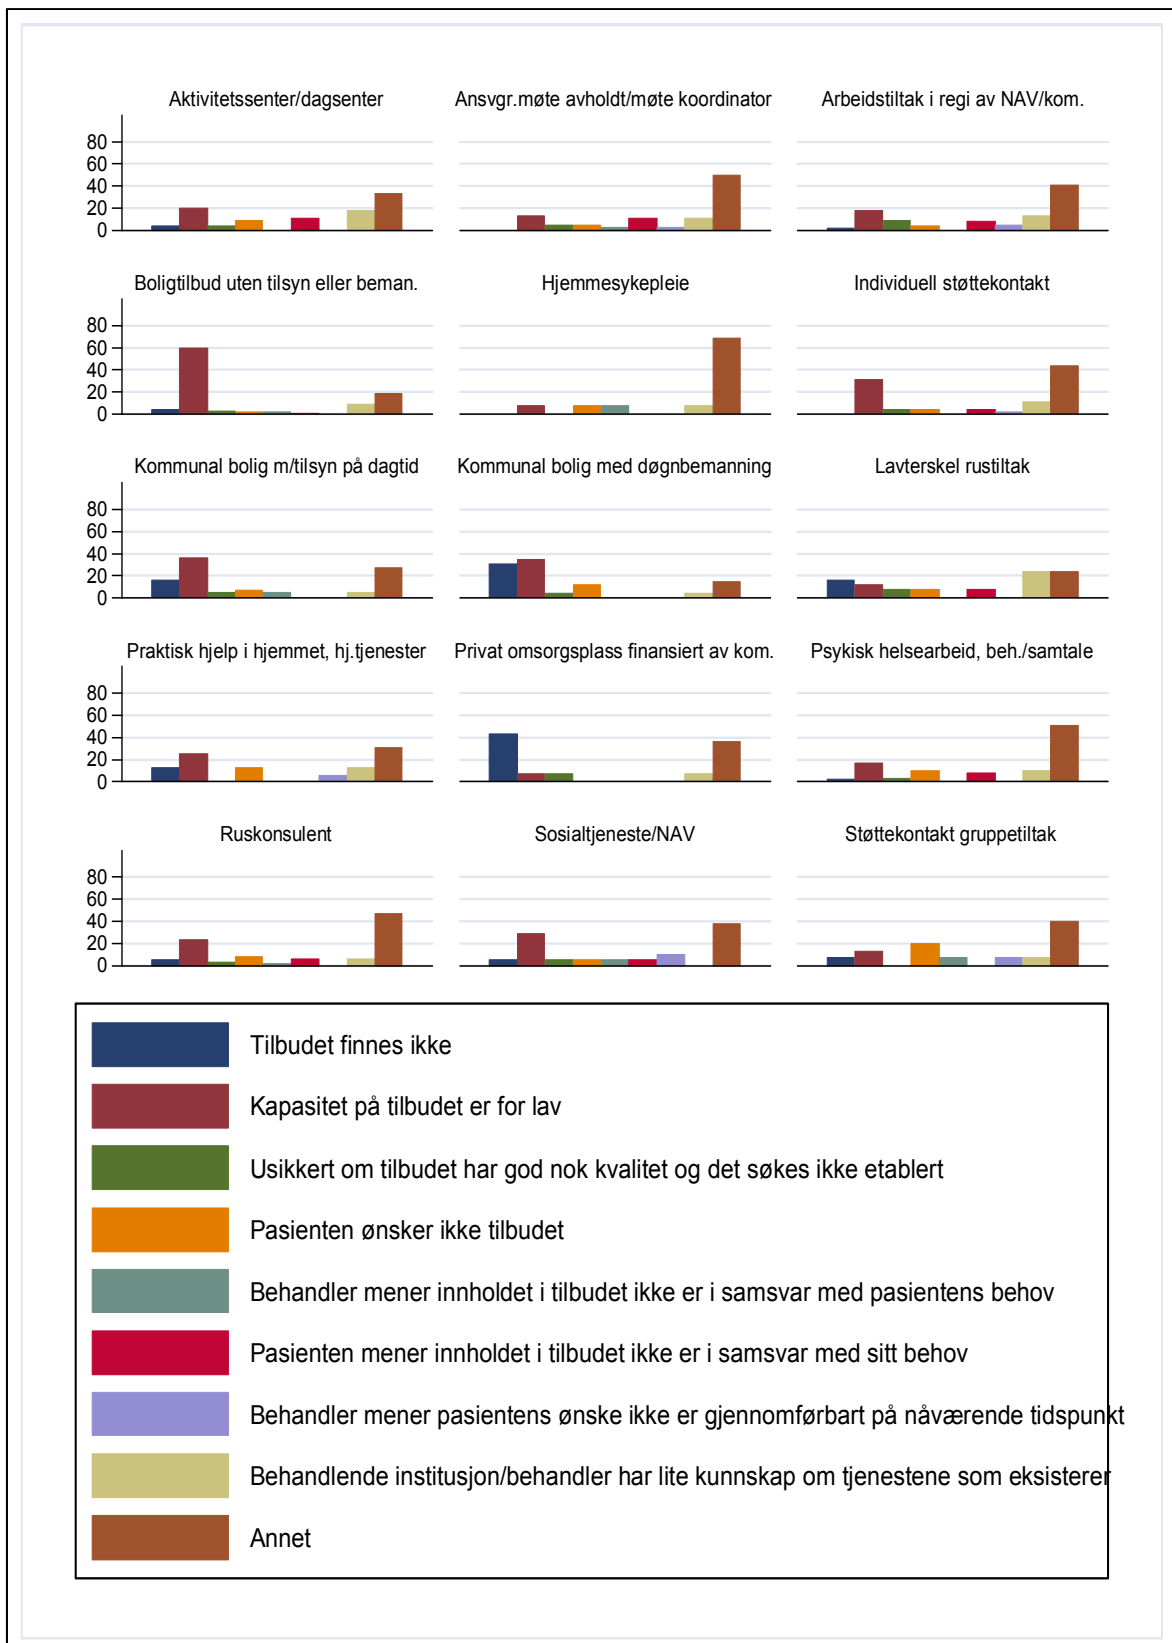 Aktivitetssenter/dagsenter Ansvgr.møte avholdt/møte koordinator Arbeidstiltak i regi av NAV/kom.
80
60
40
20
0
Boligtilbud uten tilsyn eller beman. Hjemmesykepleie Individuell støttekontakt
80
60
40
20
0
Kommunal bolig m/tilsyn på dagtid Kommunal bolig med døgnbemanning Lavterskel rustiltak
80
60
40
20
0
Praktisk hjelp i hjemmet, hj.tjenester Privat omsorgsplass finansiert av kom. Psykisk helsearbeid, beh./samtale
80
60
40
20
0
Ruskonsulent Sosialtjeneste/NAV Støttekontakt gruppetiltak
80
60
40
20
0
Tilbudet finnes ikke
Kapasitet på tilbudet er for lav
Usikkert om tilbudet har god nok kvalitet og det søkes ikke etablert
Pasienten ønsker ikke tilbudet
Behandler mener innholdet i tilbudet ikke er i samsvar med pasientens behov
Pasienten mener innholdet i tilbudet ikke er i samsvar med sitt behov
Behandler mener pasientens ønske ikke er gjennomførbart på nåværende tidspunkt
Behandlende institusjon/behandler har lite kunnskap om tjenestene som eksisterer
Annet